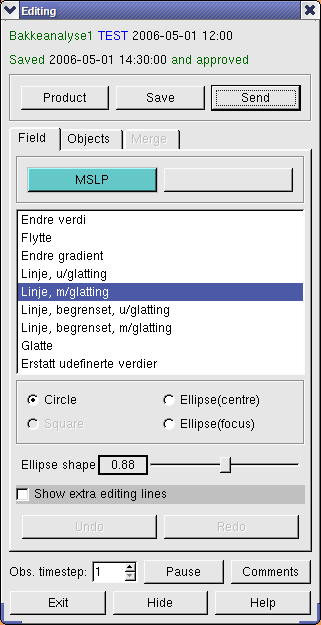 Editing
Bakkeanalyse1 TEST 2006-05-01 12:00
Saved 2006-05-01 14:30:00 and approved
Product Save Send
Field Objects Merge
MSLP
Endre verdi
Flytte
Endre gradient
Linje, u/glatting
Linje, m/glatting
Linje, begrenset, u/glatting
Linje, begrenset, m/glatting
Glatte
Erstatt udefinerte verdier
Circle Ellipse(centre)
Square Ellipse(focus)
Ellipse shape 0.88
Show extra editing lines
Undo Redo
Obs. timestep: 1 Pause Comments
Exit Hide Help